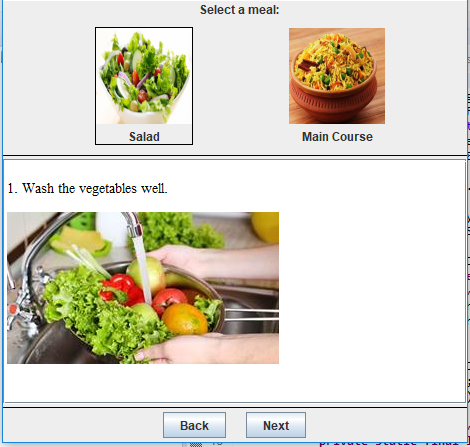 Select a meal:
Salad
Main Course
1. Wash the vegetables well.
Back
Next
private static final